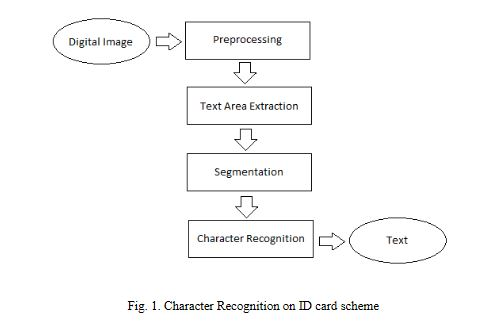 Digital Image
Preprocessing
Text Area Extraction
Segmentation
Character Recognition
Text
Fig. 1. Character Recognition on ID card scheme